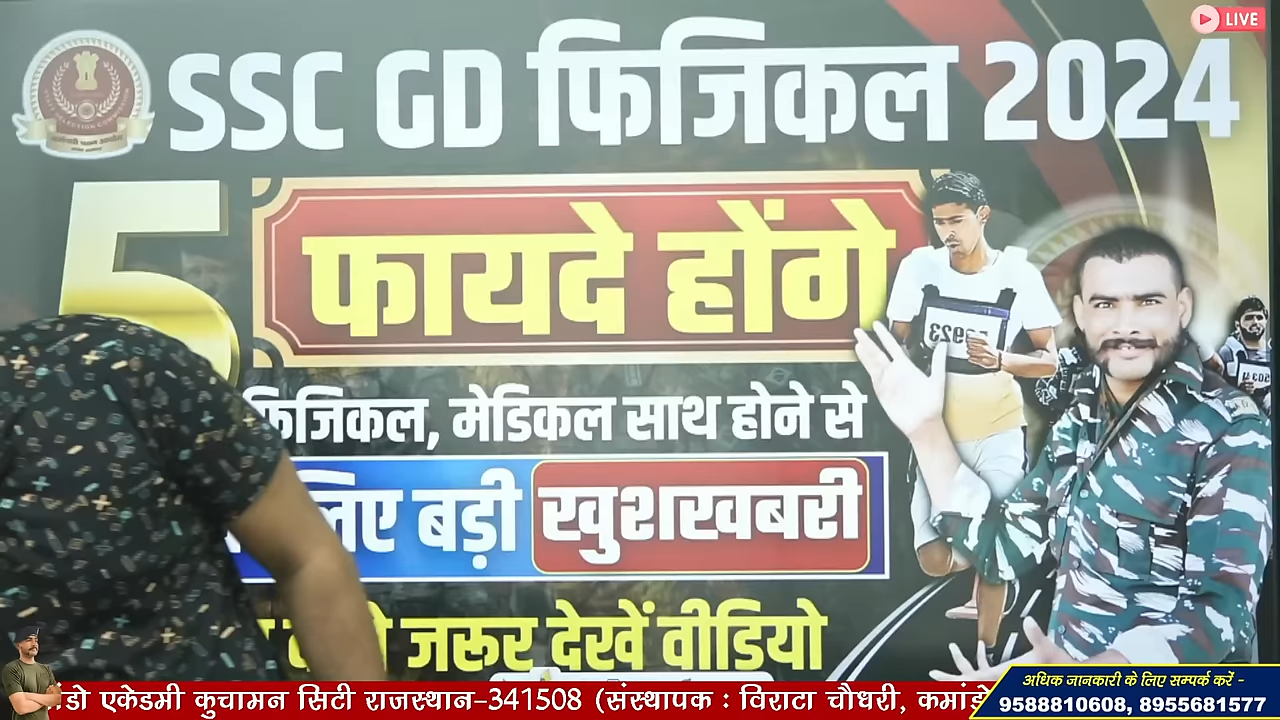 LIVE
SSC GD फिजिकल 2024
5 फायदे होंगे
फिजिकल, मेडिकल साथ होने से
लिए बड़ी खुशखबरी
जरूर देखें वीडियो
एकेडमी कुचामन सिटी राजस्थान-341508 (संस्थापक : विराटा चौधरी,
अधिक जानकारी के लिए सम्पर्क करें -
9588810608, 8955681577